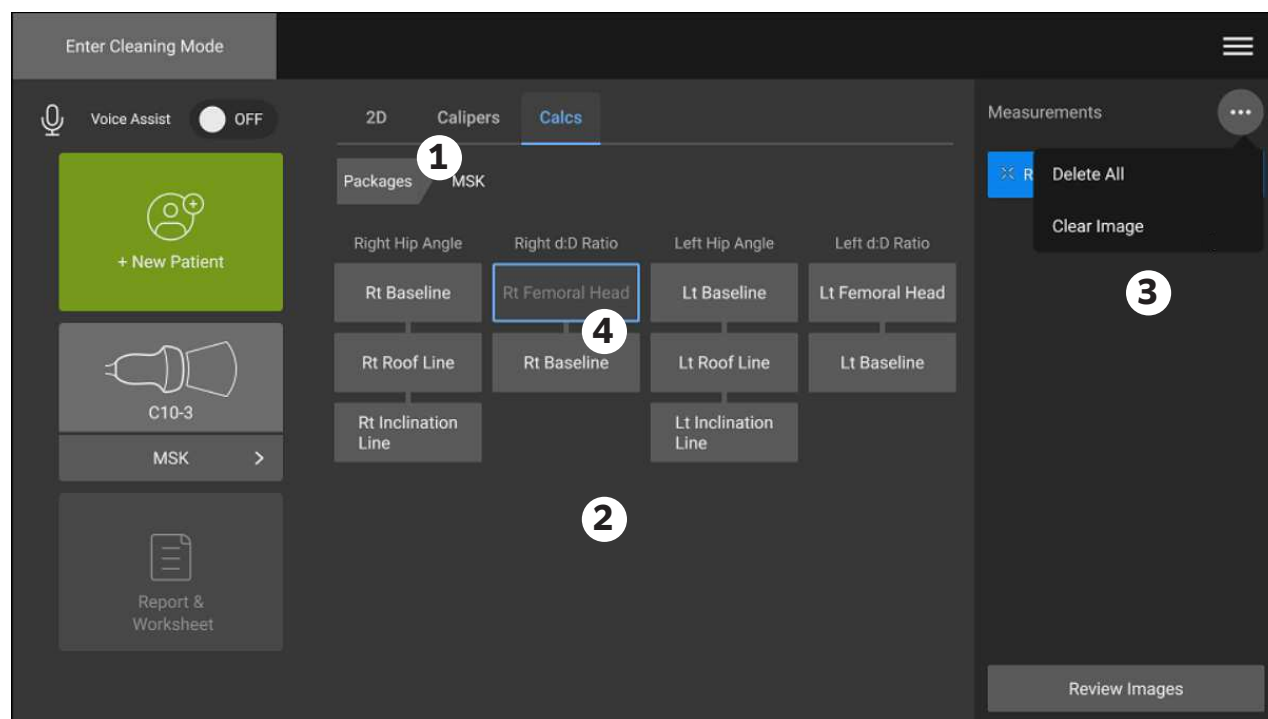 Enter Cleaning Mode
Voice Assist OFF
+ New Patient
C10-3
MSK >
Report &
Worksheet
2D Calipers Calcs
1
Packages MSK
Right Hip Angle Right d:D Ratio Left Hip Angle Left d:D Ratio
Rt Baseline Rt Femoral Head Lt Baseline Lt Femoral Head
4
Rt Roof Line Rt Baseline Lt Roof Line Lt Baseline
Rt Inclination Lt Inclination
Line Line
2
Measurements ...
R Delete All
Clear Image
3
Review Images